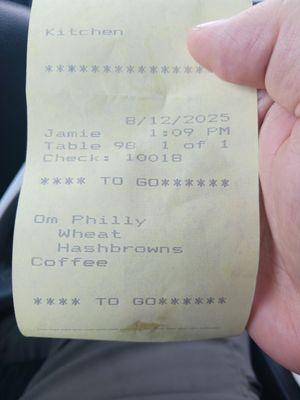 Kitchen
******************
8/12/2025
Jamie 1:09 PM
Table 98 1 of 1
Check: 10018
**** TO GO******
Om Philly
Wheat
Hashbrowns
Coffee
**** TO GO******